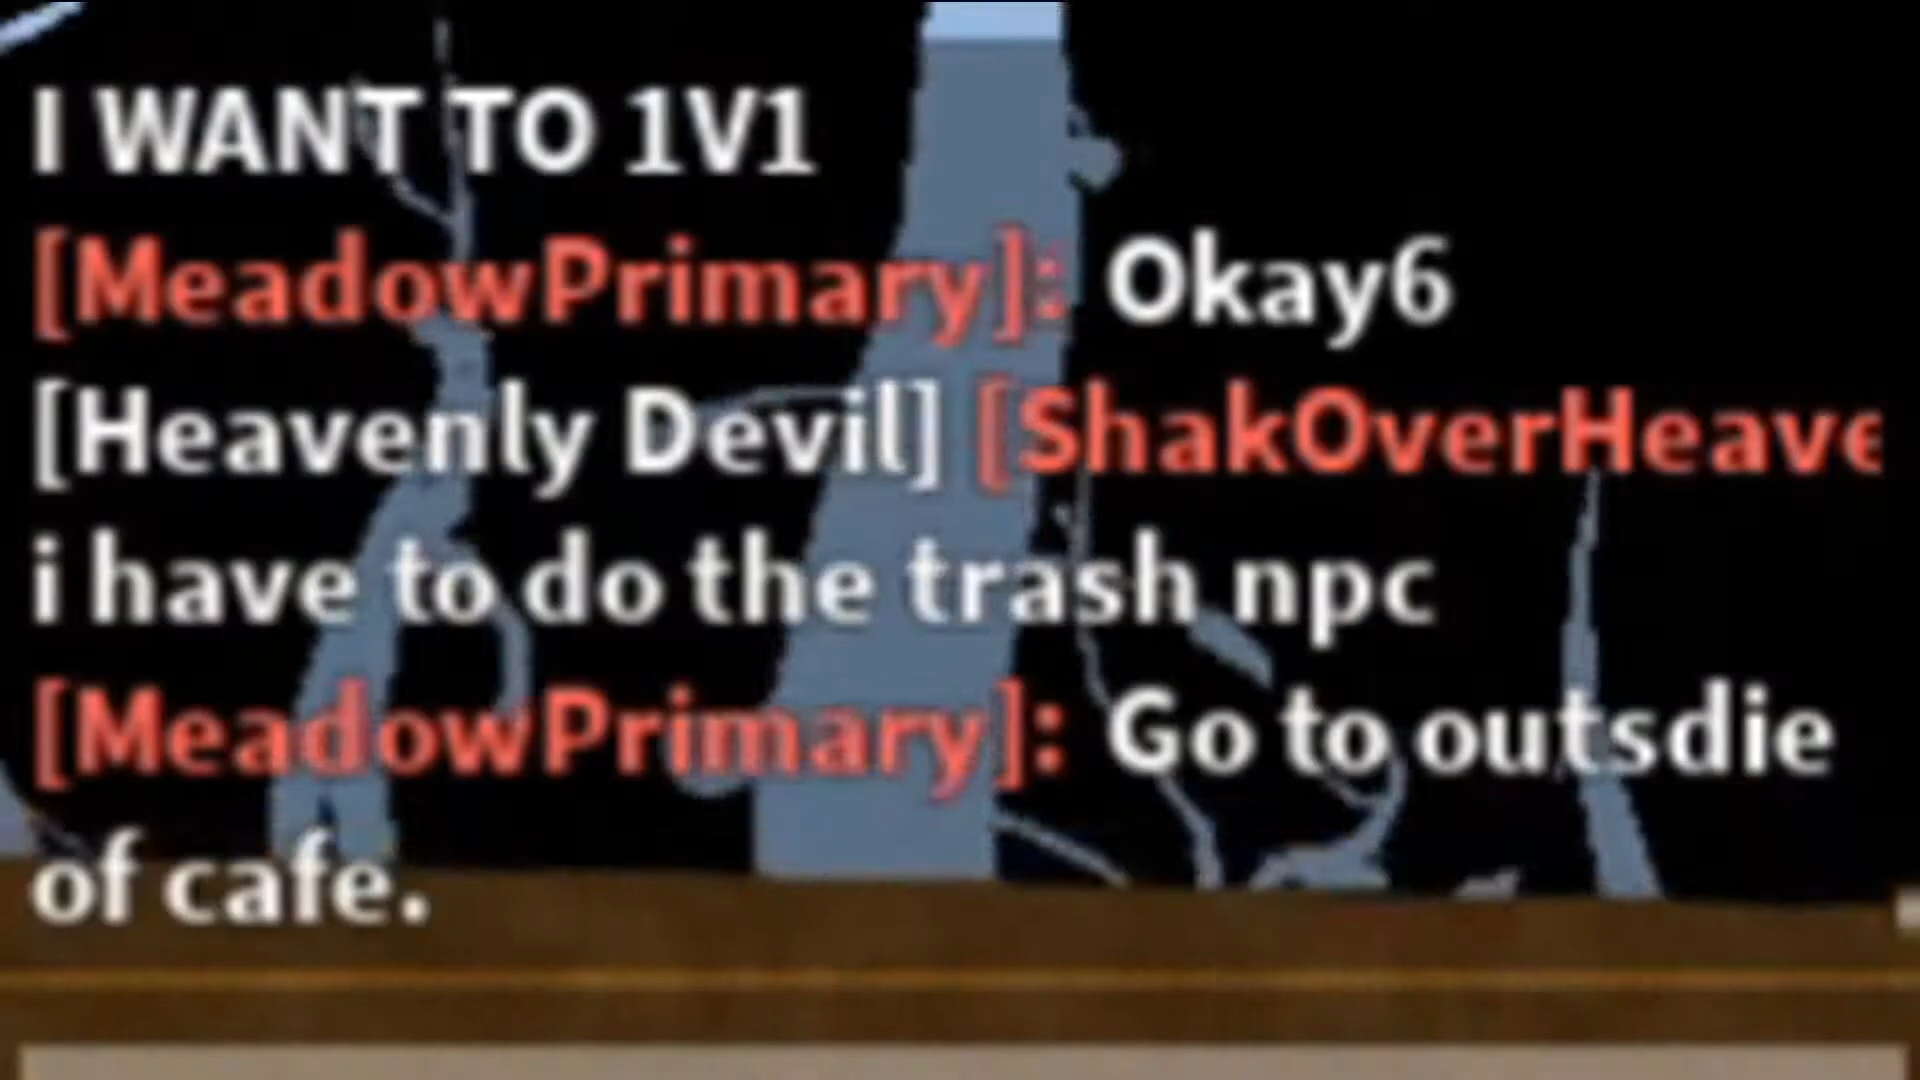 I WANT TO 1V1
[MeadowPrimary]: Okay6
[Heavenly Devil] [ShakOverHeave
i have to do the trash npc
[MeadowPrimary]: Go to outsdie
of cafe.